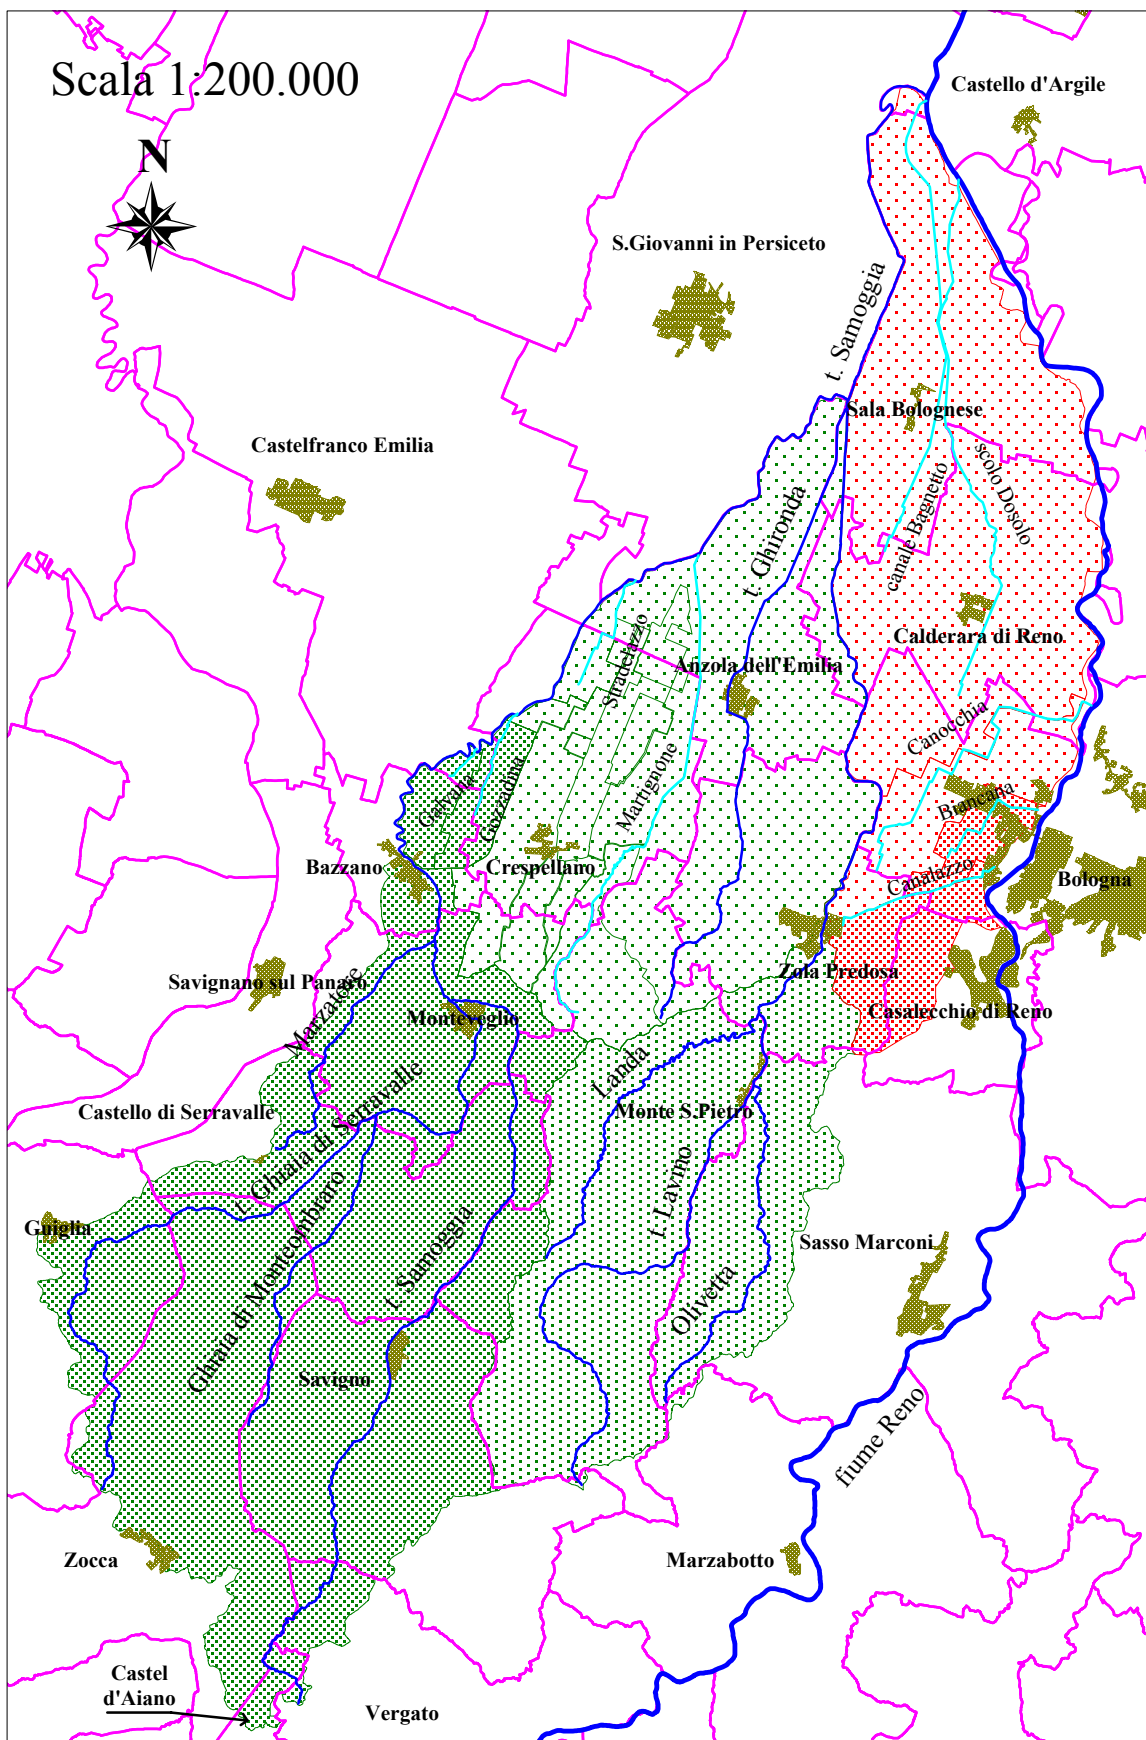 Scala 1:200.000
N
Castello d'Argile
S.Giovanni in Persiceto
t. Samoggia
Sala Bolognese
Castelfranco Emilia
scolo Dosolo
canale Bagnetto
t. Ghironda
Calderara di Reno
Stradelazzo
Anzola dell'Emilia
Canocchia
Martignone
Gozzadina
Biancana
Bazzano
Crespellano
Canalazzo
Bologna
Savignano sul Panaro
Zola Predosa
Marzatore
Monteveglio
Casalecchio di Reno
Landa
Castello di Serravalle
Monte S.Pietro
t. Ghiaia di Serravalle
t. Lavino
Guiglia
Ghiaia di Montcombraro
t. Samoggia
Sasso Marconi
Olivetta
Savigno
fiume Reno
Zocca
Marzabotto
Castel
d'Aiano
Vergato